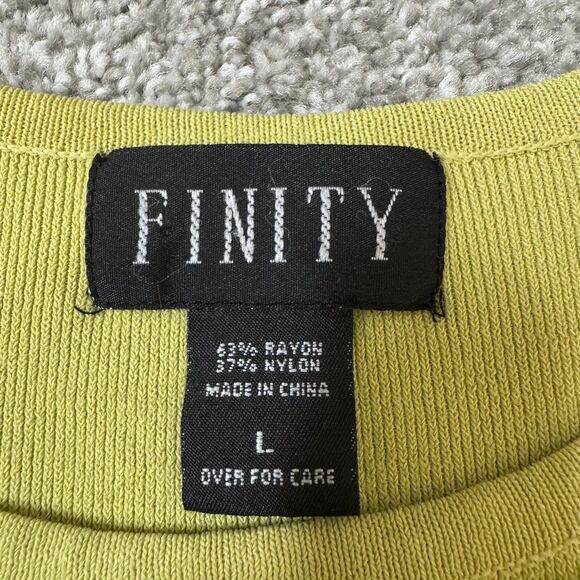 FINITY
63% RAYON
37% NYLON
MADE IN CHINA
L
OVER FOR CARE